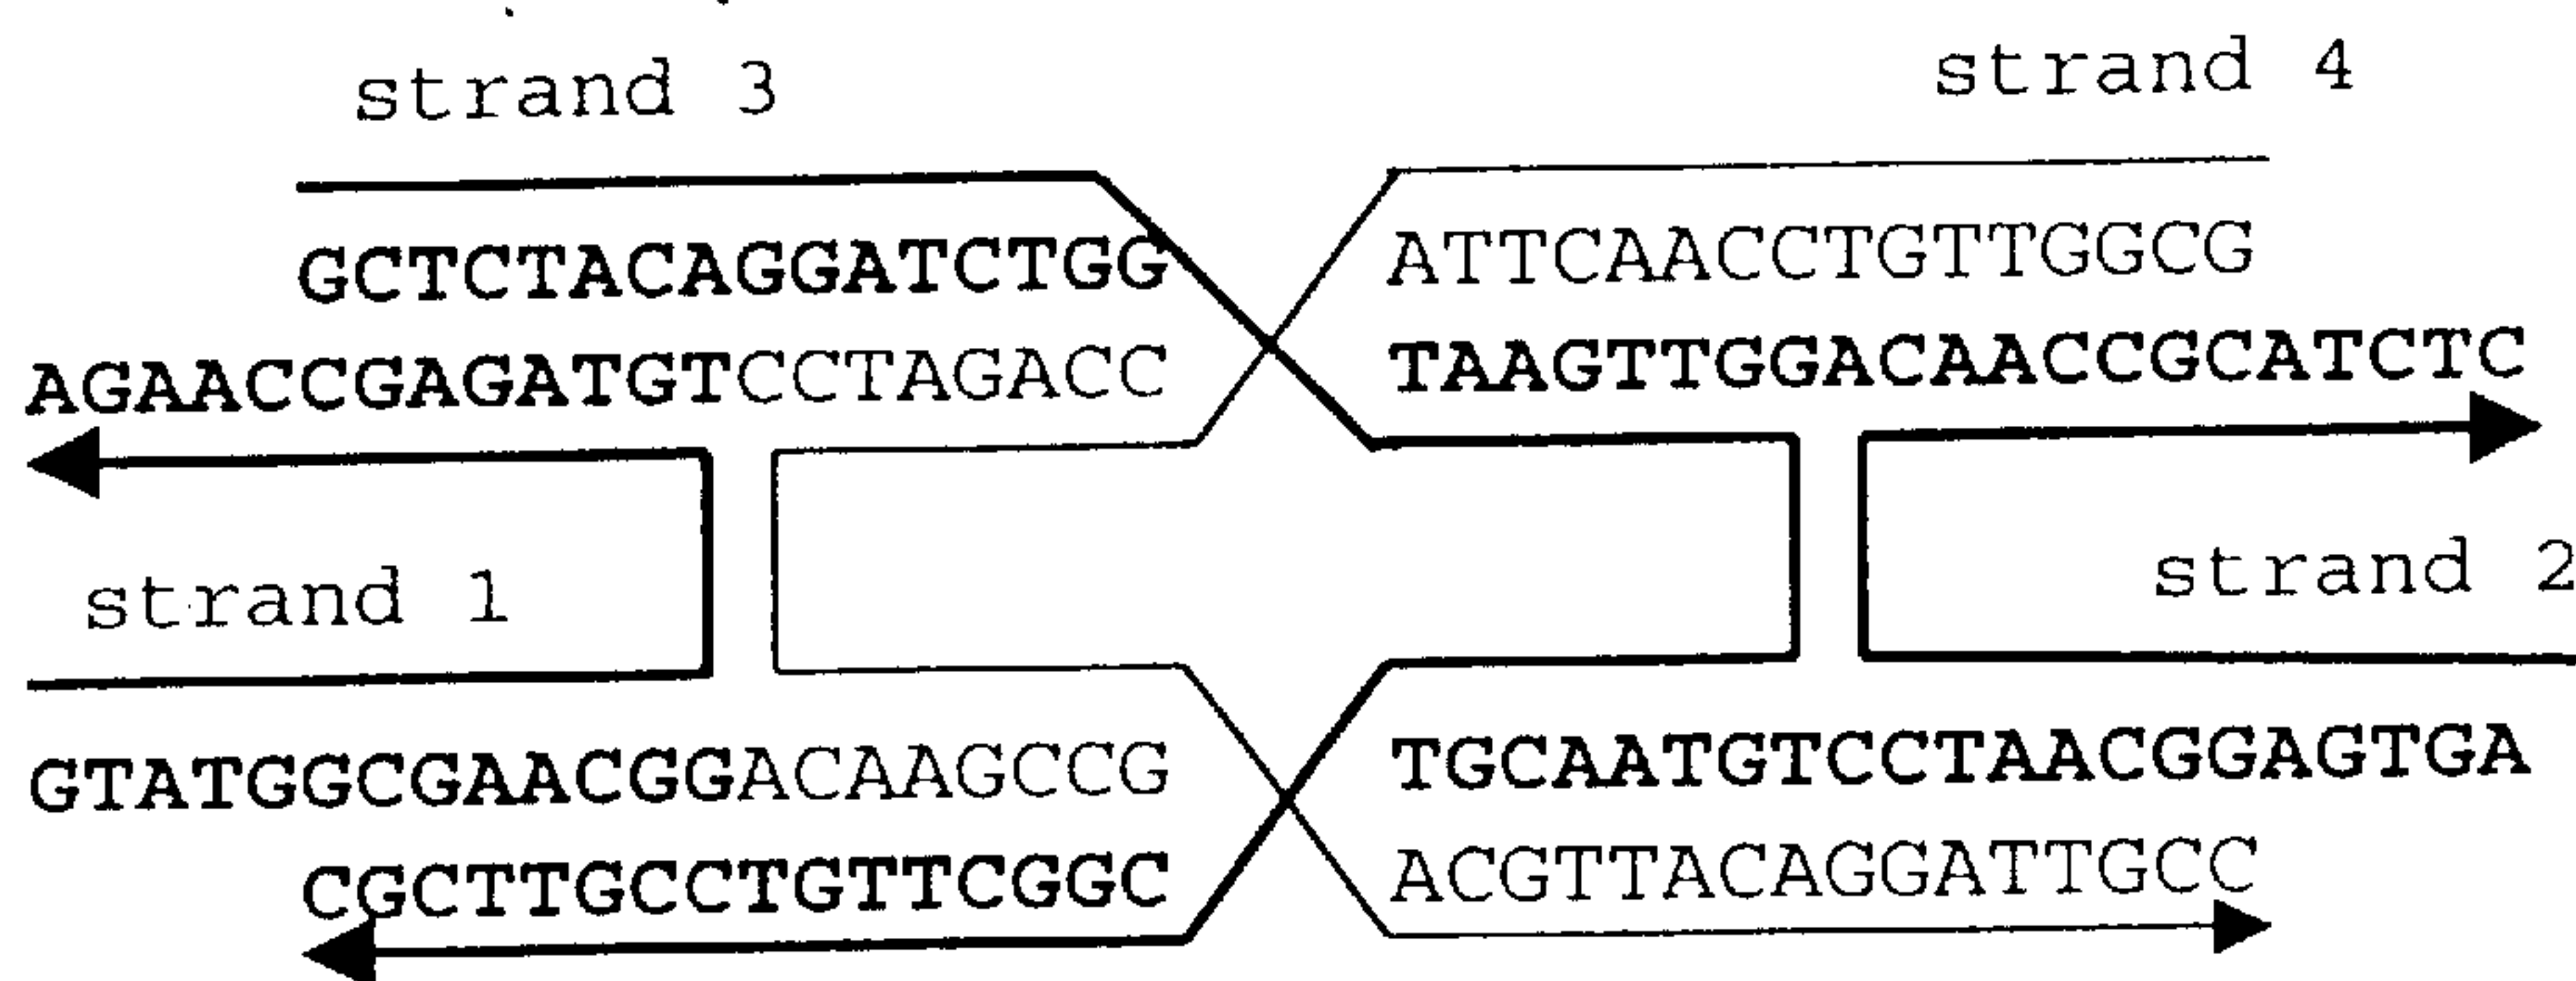 strand 3 strand 4
GCTCTACAGGATCTGG ATTCAACCTGTTGGCG
AGAACCGAGATGTCCTAGACC TAAGTTGGACAACCGCATCTC
strand 1 strand 2
GTATGGCGAACGGACAAGCCG TGCAATGTCCTAACGGAGTGA
CGCTTGCCTGTTCGGC ACGTTACAGGATTGCC